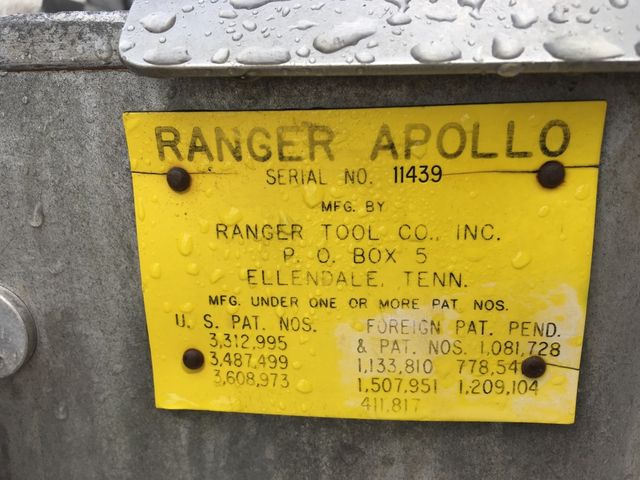 RANGER APOLLO
SERIAL NO. 11439
MFG. BY
RANGER TOOL CO., INC.
P. O. BOX 5
ELLENDALE, TENN.
MFG. UNDER ONE OR MORE PAT. NOS.
U. S. PAT. NOS.
3,312,995
3,487,499
3,608,973
FOREIGN PAT. PEND.
& PAT. NOS. 1,081,728
1,133,810
1,507,951 1,209,104
411,817